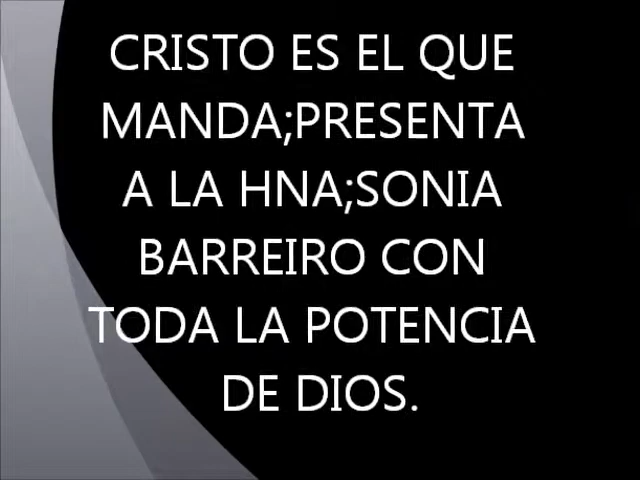 CRISTO ES EL QUE
MANDA;PRESENTA
A LA HNA;SONIA
BARREIRO CON
TODA LA POTENCIA
DE DIOS.